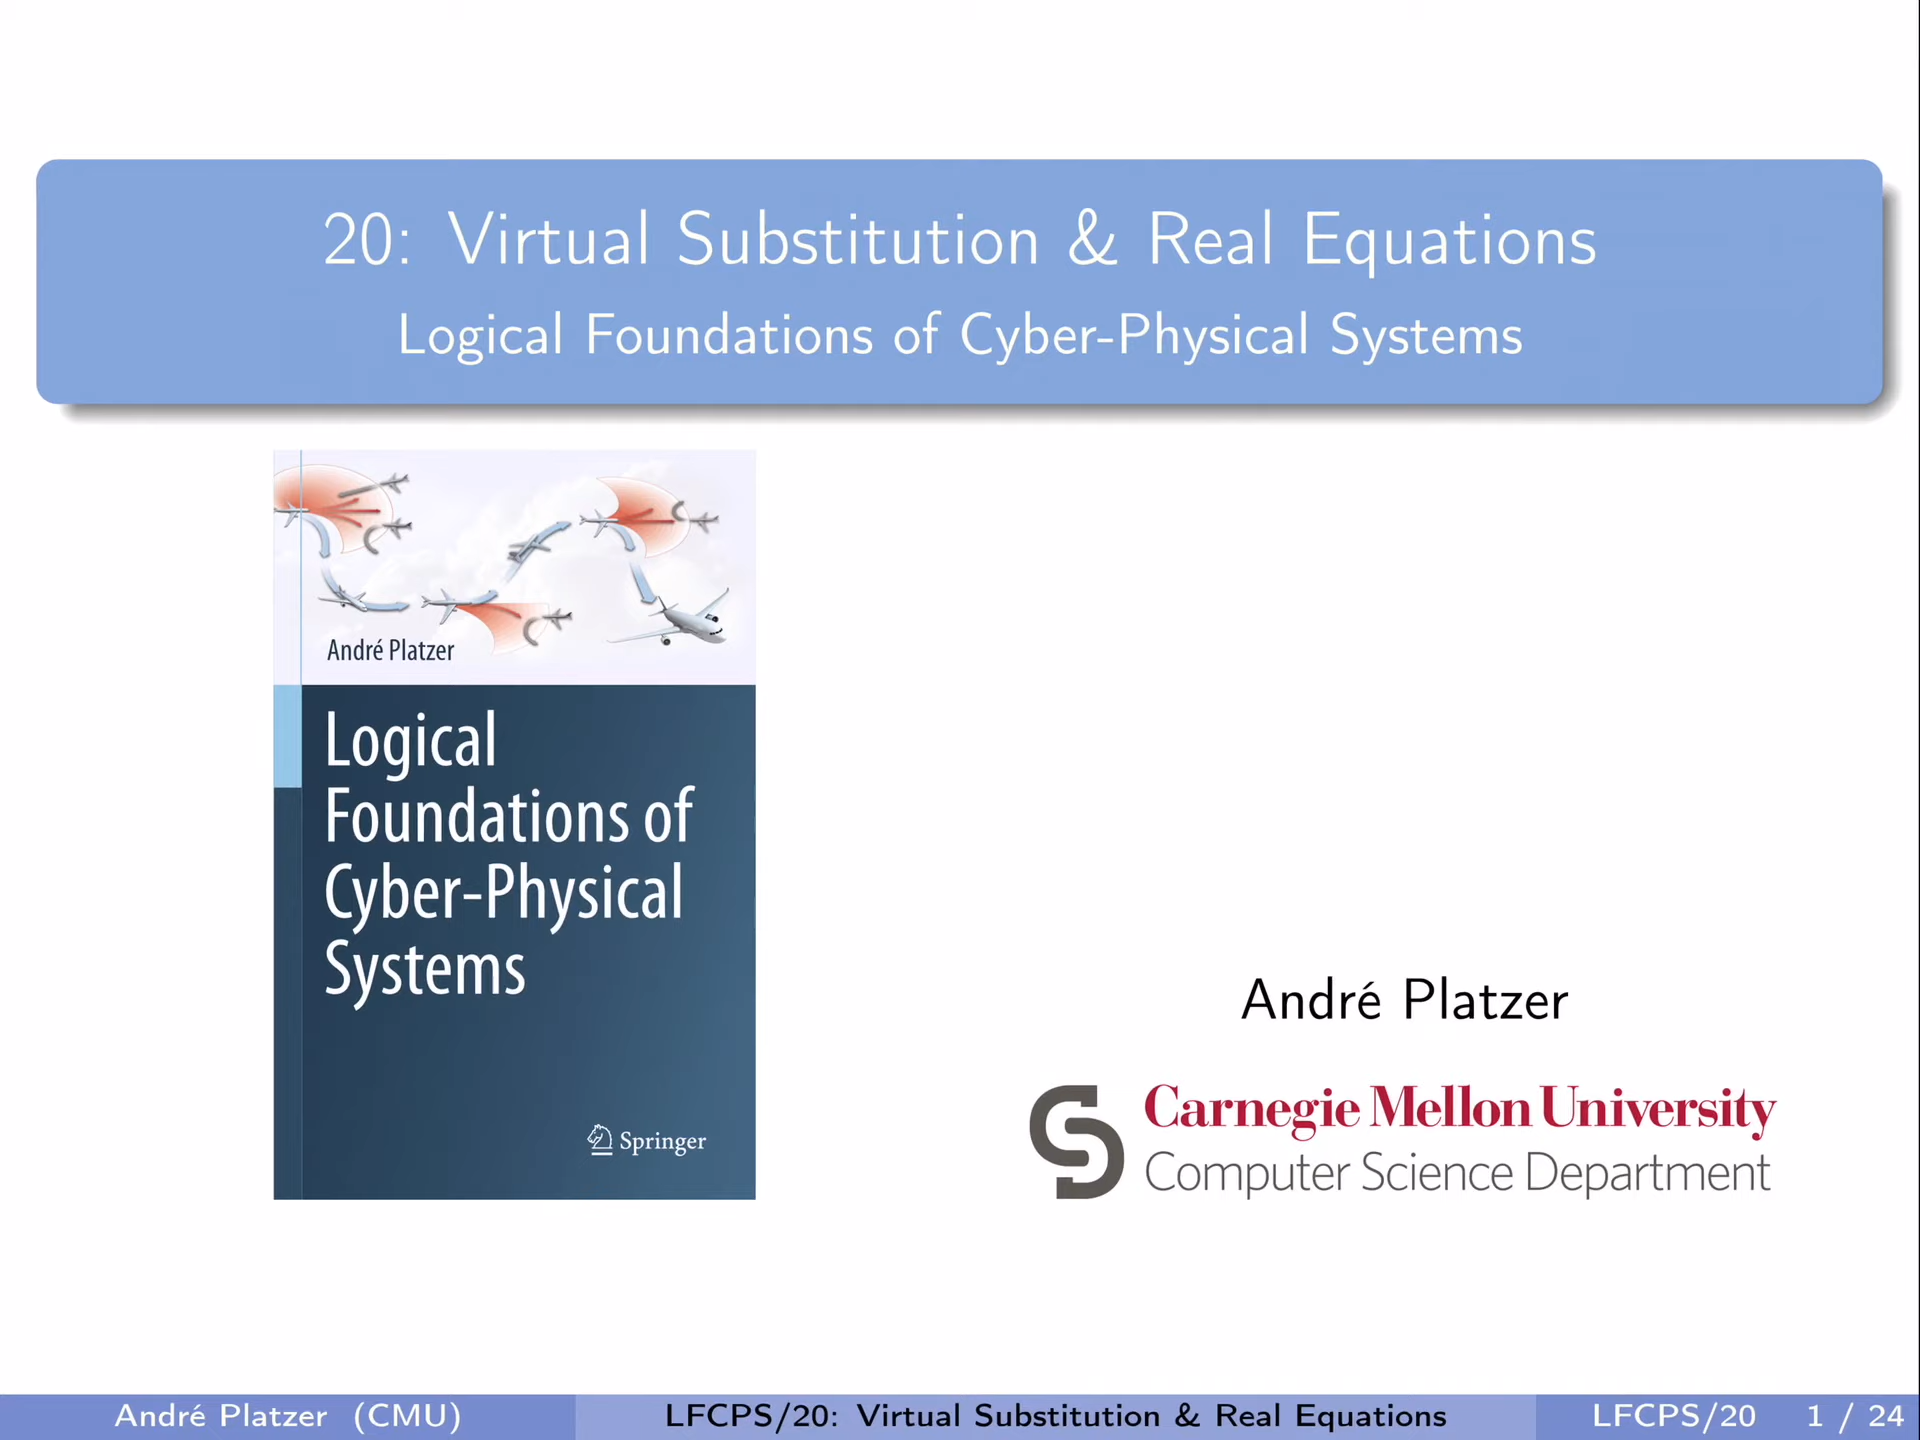 20: Virtual Substitution & Real Equations
Logical Foundations of Cyber-Physical Systems
André Platzer
Logical
Foundations of
Cyber-Physical
Systems
Springer
André Platzer
Carnegie Mellon University
Computer Science Department
André Platzer (CMU)
LFCPS/20: Virtual Substitution & Real Equations
LFCPS/20
1 / 24